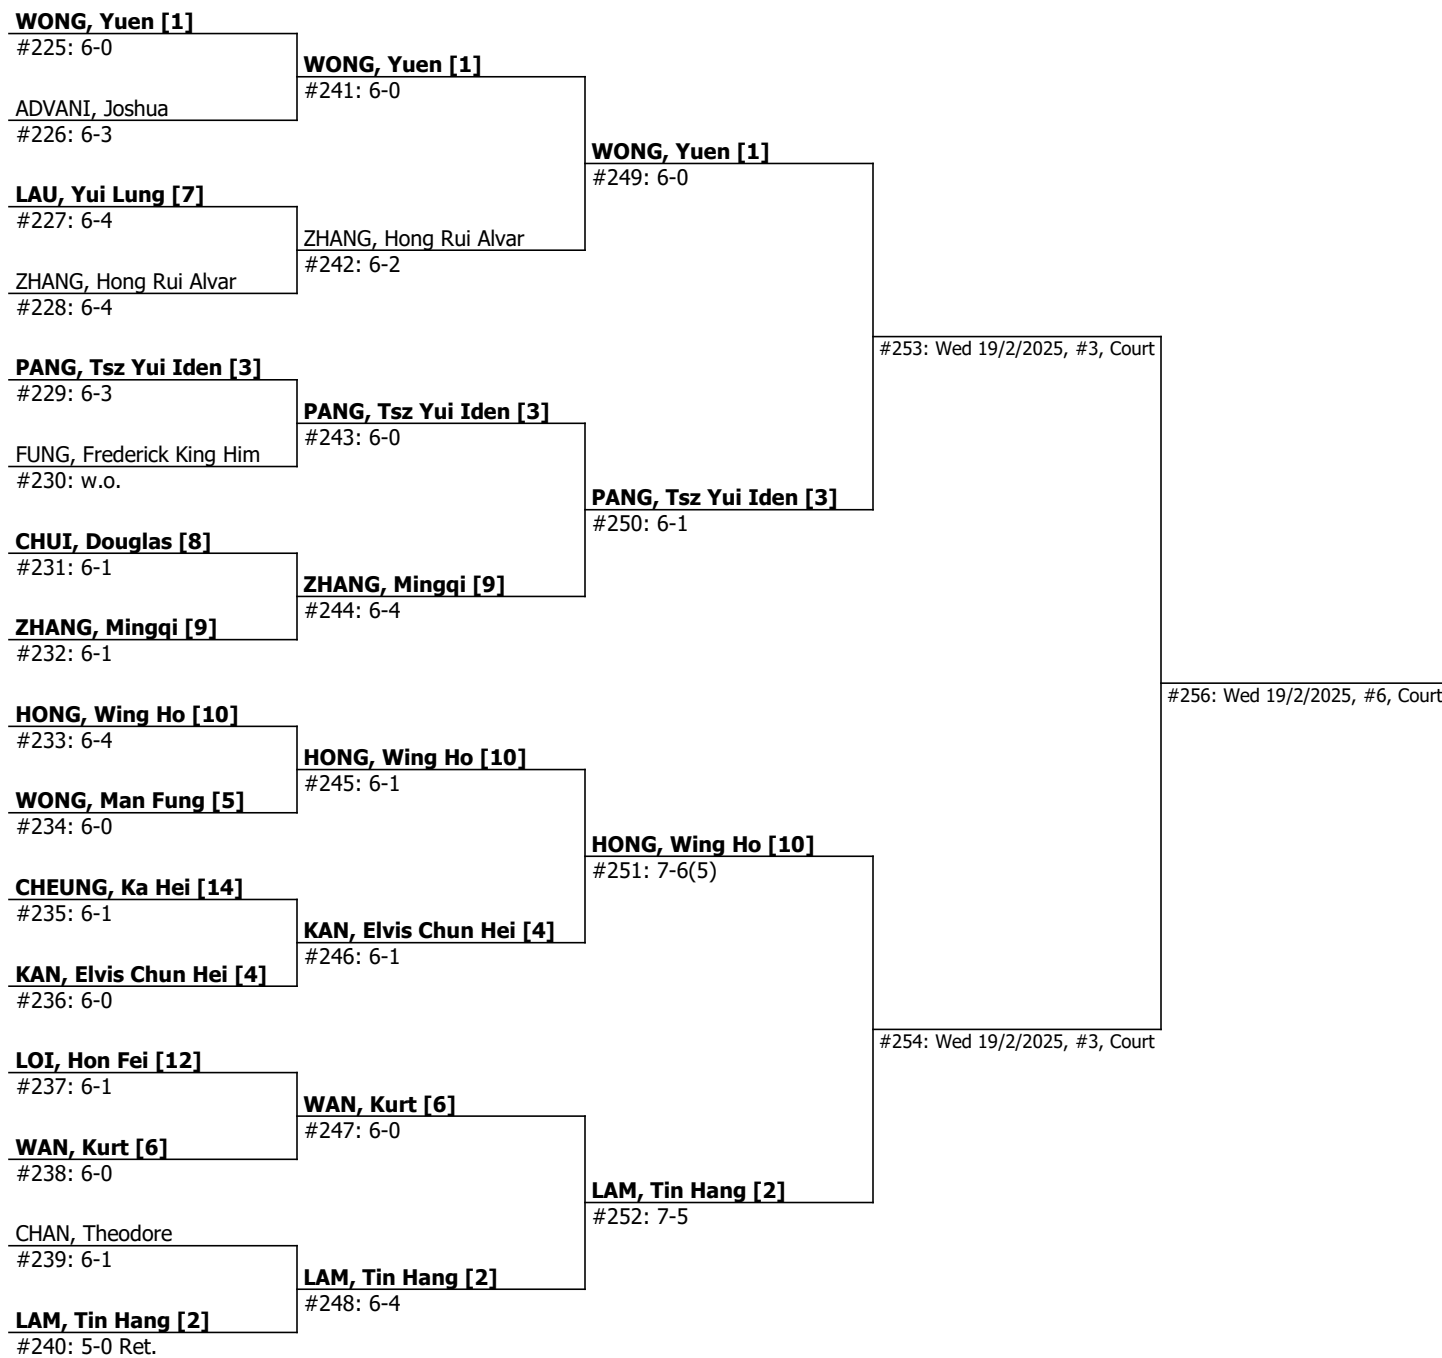 WONG, Yuen [1]
#225: 6-0
ADVANI, Joshua
#226: 6-3
LAU, Yui Lung [7]
#227: 6-4
ZHANG, Hong Rui Alvar
#228: 6-4
PANG, Tsz Yui Iden [3]
#229: 6-3
FUNG, Frederick King Him
#230: w.o.
CHUI, Douglas [8]
#231: 6-1
ZHANG, Mingqi [9]
#232: 6-1
HONG, Wing Ho [10]
#233: 6-4
WONG, Man Fung [5]
#234: 6-0
CHEUNG, Ka Hei [14]
#235: 6-1
KAN, Elvis Chun Hei [4]
#236: 6-0
LOI, Hon Fei [12]
#237: 6-1
WAN, Kurt [6]
#238: 6-0
CHAN, Theodore
#239: 6-1
LAM, Tin Hang [2]
#240: 5-0 Ret.
WONG, Yuen [1]
#241: 6-0
ZHANG, Hong Rui Alvar
#242: 6-2
PANG, Tsz Yui Iden [3]
#243: 6-0
ZHANG, Mingqi [9]
#244: 6-4
HONG, Wing Ho [10]
#245: 6-1
KAN, Elvis Chun Hei [4]
#246: 6-1
WAN, Kurt [6]
#247: 6-0
LAM, Tin Hang [2]
#248: 6-4
WONG, Yuen [1]
#249: 6-0
PANG, Tsz Yui Iden [3]
#250: 6-1
HONG, Wing Ho [10]
#251: 7-6(5)
LAM, Tin Hang [2]
#252: 7-5
#253: Wed 19/2/2025, #3, Court
#254: Wed 19/2/2025, #3, Court
#256: Wed 19/2/2025, #6, Court